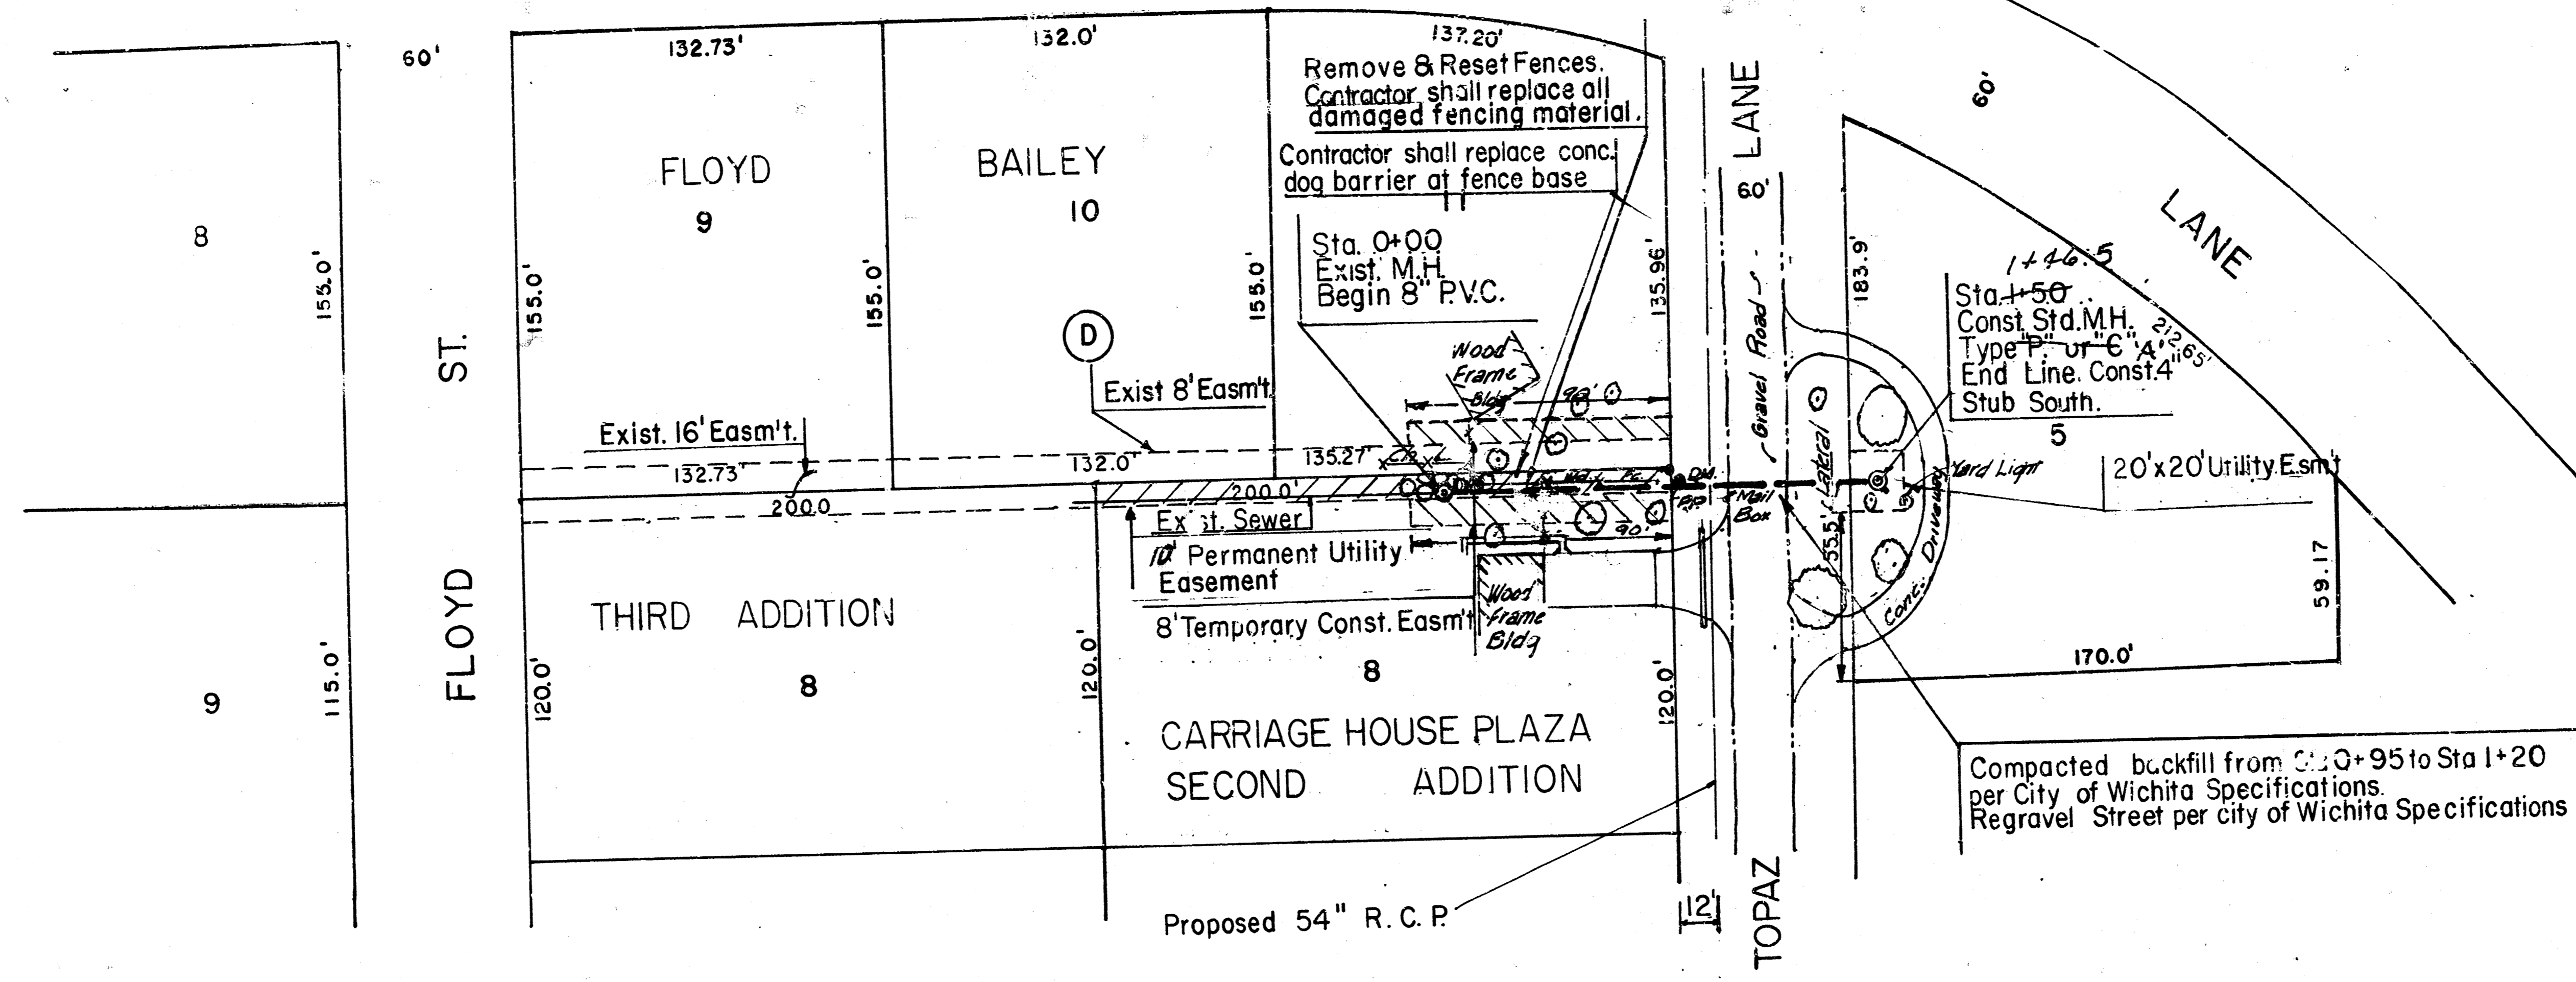 60'
132.73'
132.0'
137.20'
Remove & Reset Fences.
Contractor shall replace all
damaged fencing material.
Contractor shall replace conc.
dog barrier at fence base
11
LANE
60'
60'
LANE
8
FLOYD
9
BAILEY
10
155.0'
155.0'
155.0'
155.0'
135.96'
183.9'
Sta. 0+00
Exist. M.H.
Begin 8" P.V.C.
1+46.5
Sta. 1+50
Const. Std. M.H.
Type "P" or "C" "A"
End Line. Const. 4"
Stub South.
212.65'
5
D
Exist 8' Easm't
Exist. 16' Easm't.
Wood
Frame
Bldg
90'
Gravel Road
Lateral
Yard Light
20'x20' Utility Esm't
132.73'
132.0'
135.27'
200.0
200.0'
Mail
Box
PP
90'
55.5'
Conc. Driveway
Exist. Sewer
10' Permanent Utility
Easement
8' Temporary Const. Easm't
Wood
Frame
Bldg
FLOYD ST.
THIRD ADDITION
8
8
9
115.0'
120.0'
120.0'
120.0'
59.17
170.0'
CARRIAGE HOUSE PLAZA
SECOND ADDITION
Compacted backfill from 0+95 to Sta 1+20
per City of Wichita Specifications.
Regravel Street per city of Wichita Specifications
Proposed 54" R.C.P.
12'
TOPAZ